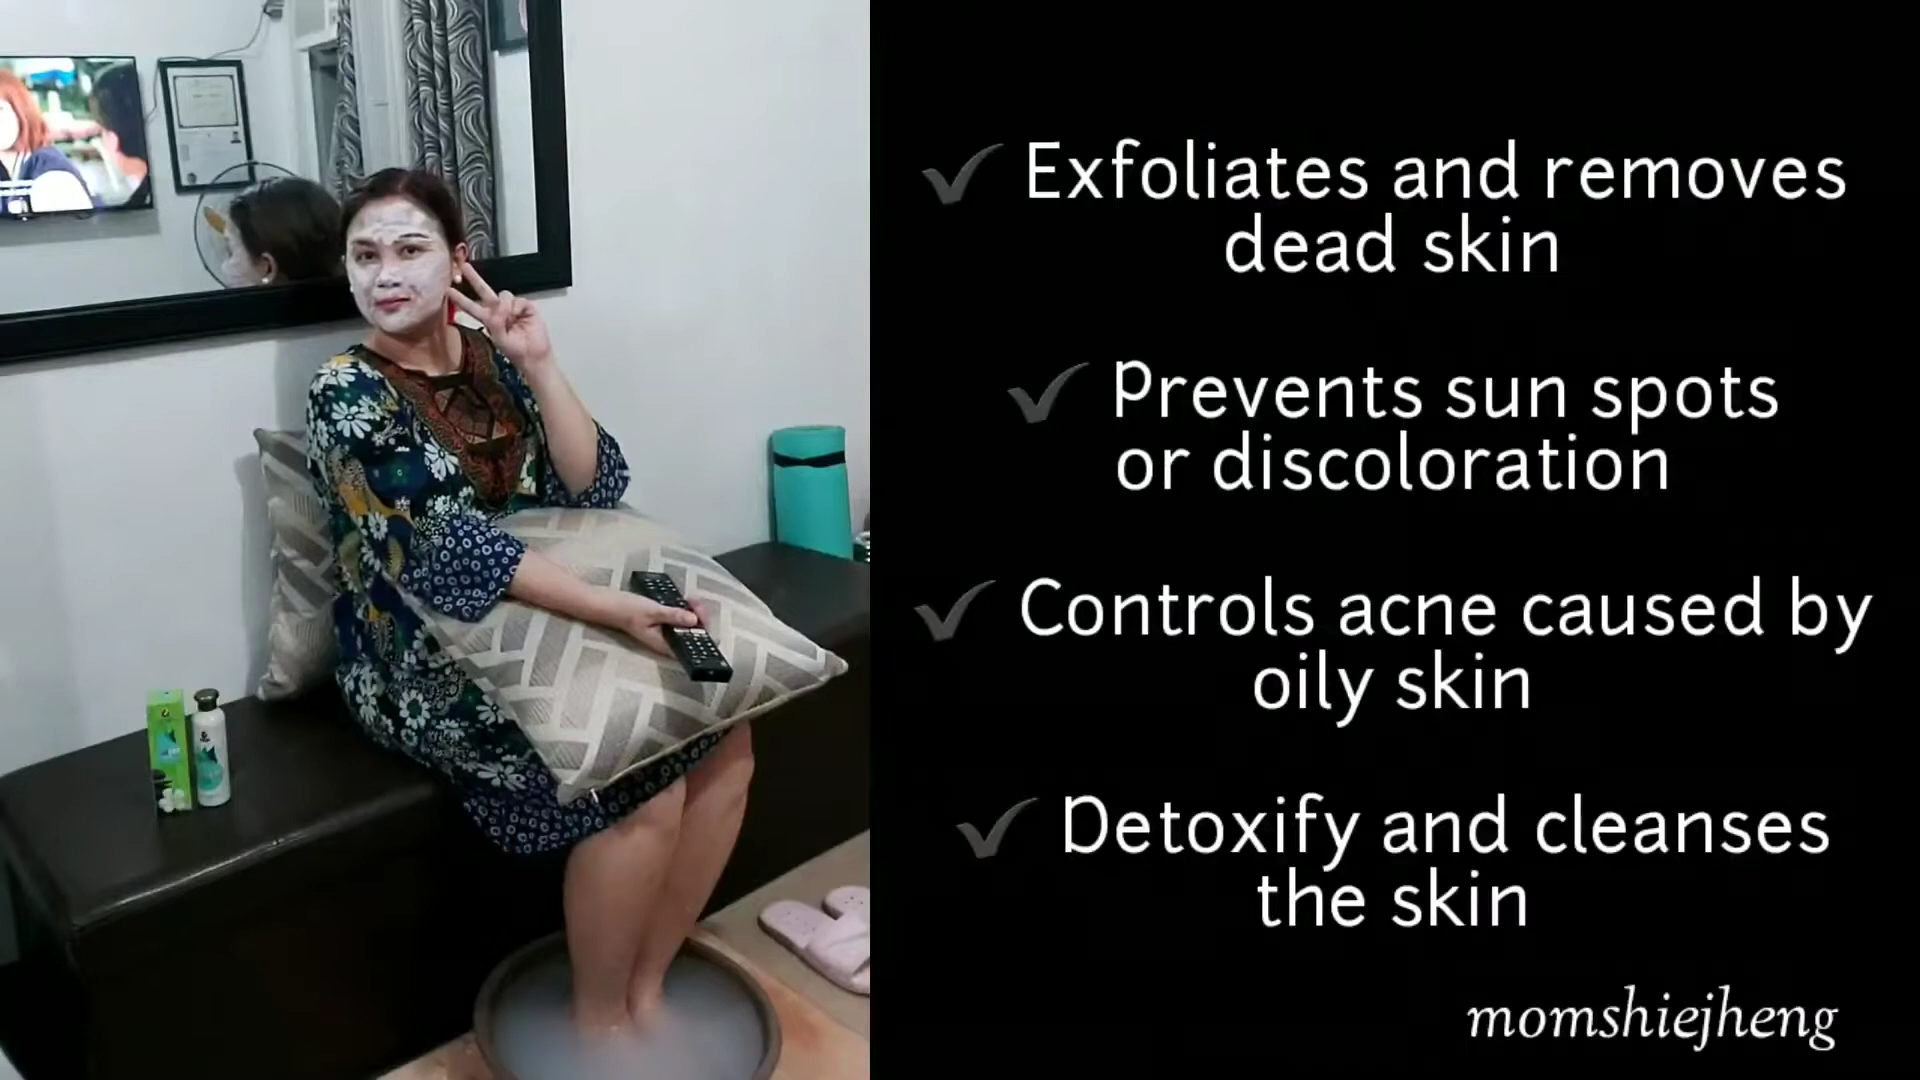 ✔ Exfoliates and removes
dead skin
✔ Prevents sun spots
or discoloration
✔ Controls acne caused by
oily skin
✔ Detoxify and cleanses
the skin
momshiejheng